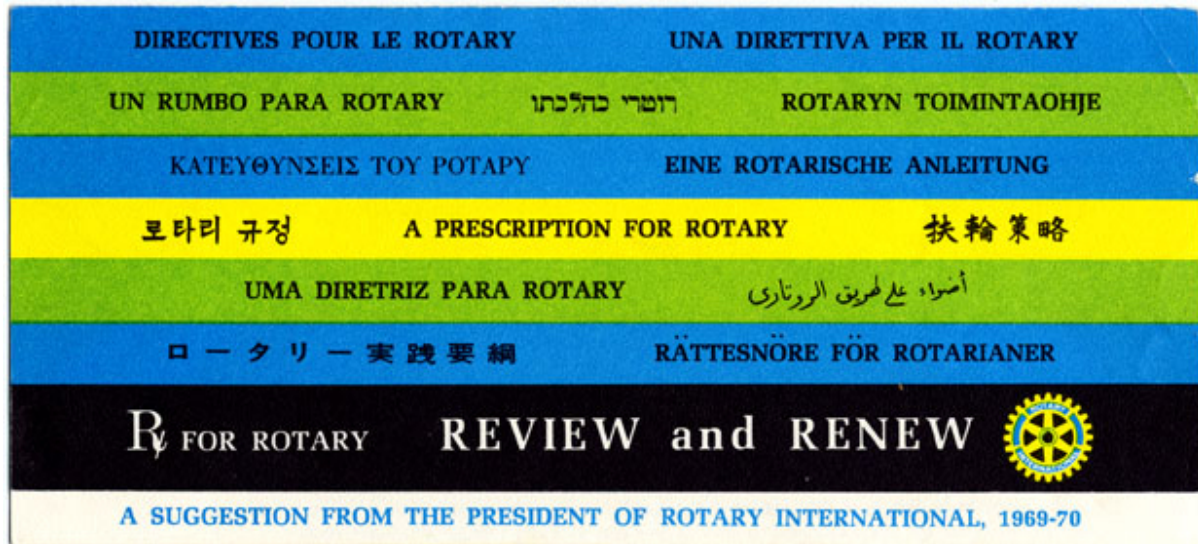 DIRECTIVES POUR LE ROTARY UNA DIRETTIVA PER IL ROTARY
UN RUMBO PARA ROTARY רוטרי כהלכתו ROTARYN TOIMINTAOHJE
ΚΑΤΕΥΘΥΝΣΕΙΣ ΤΟΥ ΡΟΤΑΡΥ EINE ROTARISCHE ANLEITUNG
로타리 규정 A PRESCRIPTION FOR ROTARY 扶輪策略
UMA DIRETRIZ PARA ROTARY أضواء على طريق الروتارى
ロータリー実践要綱 RÄTTESNÖRE FÖR ROTARIANER
℞ FOR ROTARY REVIEW and RENEW ROTARY INTERNATIONAL
A SUGGESTION FROM THE PRESIDENT OF ROTARY INTERNATIONAL, 1969-70